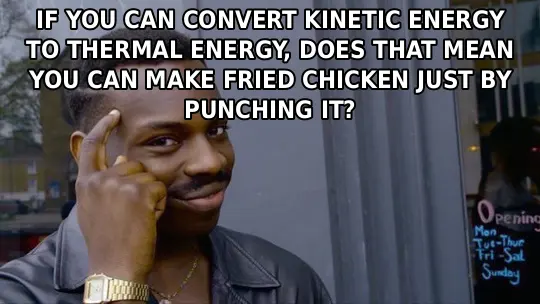 IF YOU CAN CONVERT KINETIC ENERGY
TO THERMAL ENERGY, DOES THAT MEAN
YOU CAN MAKE FRIED CHICKEN JUST BY
PUNCHING IT?
Opening
Mon
Tue-Thur
Fri-Sat
Sunday